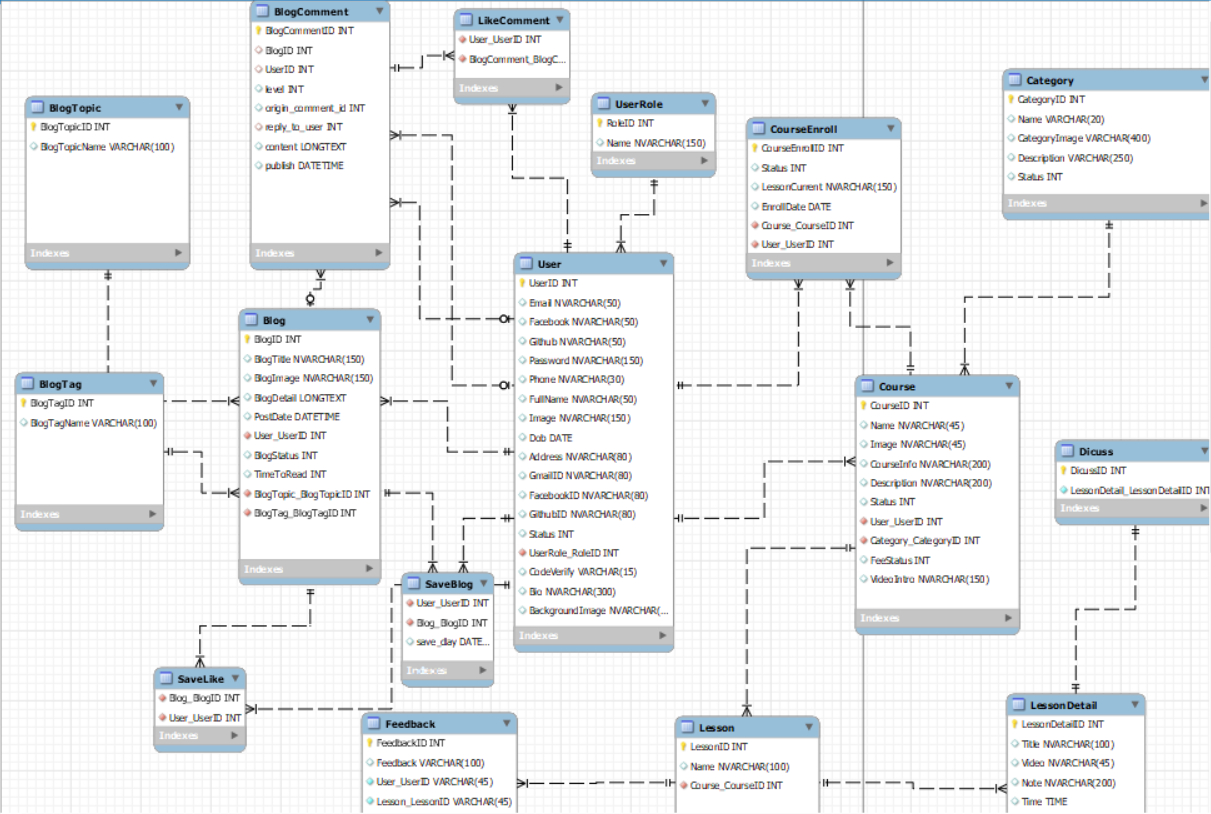 BlogComment
BlogCommentID INT
BlogID INT
UserID INT
level INT
origin_comment_id INT
reply_to_user INT
content LONGTEXT
publish DATETIME
LikeComment
User_UserID INT
BlogComment_BlogC...
Indexes
BlogTopic
BlogTopicID INT
BlogTopicName VARCHAR(100)
Indexes
Indexes
UserRole
RoleID INT
Name NVARCHAR(150)
Indexes
CourseEnroll
CourseEnrollID INT
Status INT
LessonCurrent NVARCHAR(150)
EnrollDate DATE
Course_CourseID INT
User_UserID INT
Indexes
Category
CategoryID INT
Name VARCHAR(20)
CategoryImage VARCHAR(400)
Description VARCHAR(250)
Status INT
Indexes
User
UserID INT
Email NVARCHAR(50)
Facebook NVARCHAR(50)
Github NVARCHAR(50)
Password NVARCHAR(150)
Phone NVARCHAR(30)
FullName NVARCHAR(50)
Image NVARCHAR(150)
Dob DATE
Address NVARCHAR(80)
GmailID NVARCHAR(80)
FacebookID NVARCHAR(80)
GithubID NVARCHAR(80)
Status INT
UserRole_RoleID INT
CodeVerify VARCHAR(15)
Bio NVARCHAR(300)
BackgroundImage NVARCHAR(...
Indexes
Blog
BlogID INT
BlogTitle NVARCHAR(150)
BlogImage NVARCHAR(150)
BlogDetail LONGTEXT
PostDate DATETIME
User_UserID INT
BlogStatus INT
TimeToRead INT
BlogTopic_BlogTopicID INT
BlogTag_BlogTagID INT
Indexes
BlogTag
BlogTagID INT
BlogTagName VARCHAR(100)
Indexes
Course
CourseID INT
Name NVARCHAR(45)
Image NVARCHAR(45)
CourseInfo NVARCHAR(200)
Description NVARCHAR(200)
Status INT
User_UserID INT
Category_CategoryID INT
FeeStatus INT
VideoIntro NVARCHAR(150)
Indexes
Dicuss
DicussID INT
LessonDetail_LessonDetailID INT
Indexes
SaveBlog
User_UserID INT
Blog_BlogID INT
save_day DATE...
Indexes
SaveLike
Blog_BlogID INT
User_UserID INT
Indexes
Feedback
FeedbackID INT
Feedback VARCHAR(100)
User_UserID VARCHAR(45)
Lesson_LessonID VARCHAR(45)
Lesson
LessonID INT
Name NVARCHAR(100)
Course_CourseID INT
LessonDetail
LessonDetailID INT
Title NVARCHAR(100)
Video NVARCHAR(45)
Note NVARCHAR(200)
Time TIME